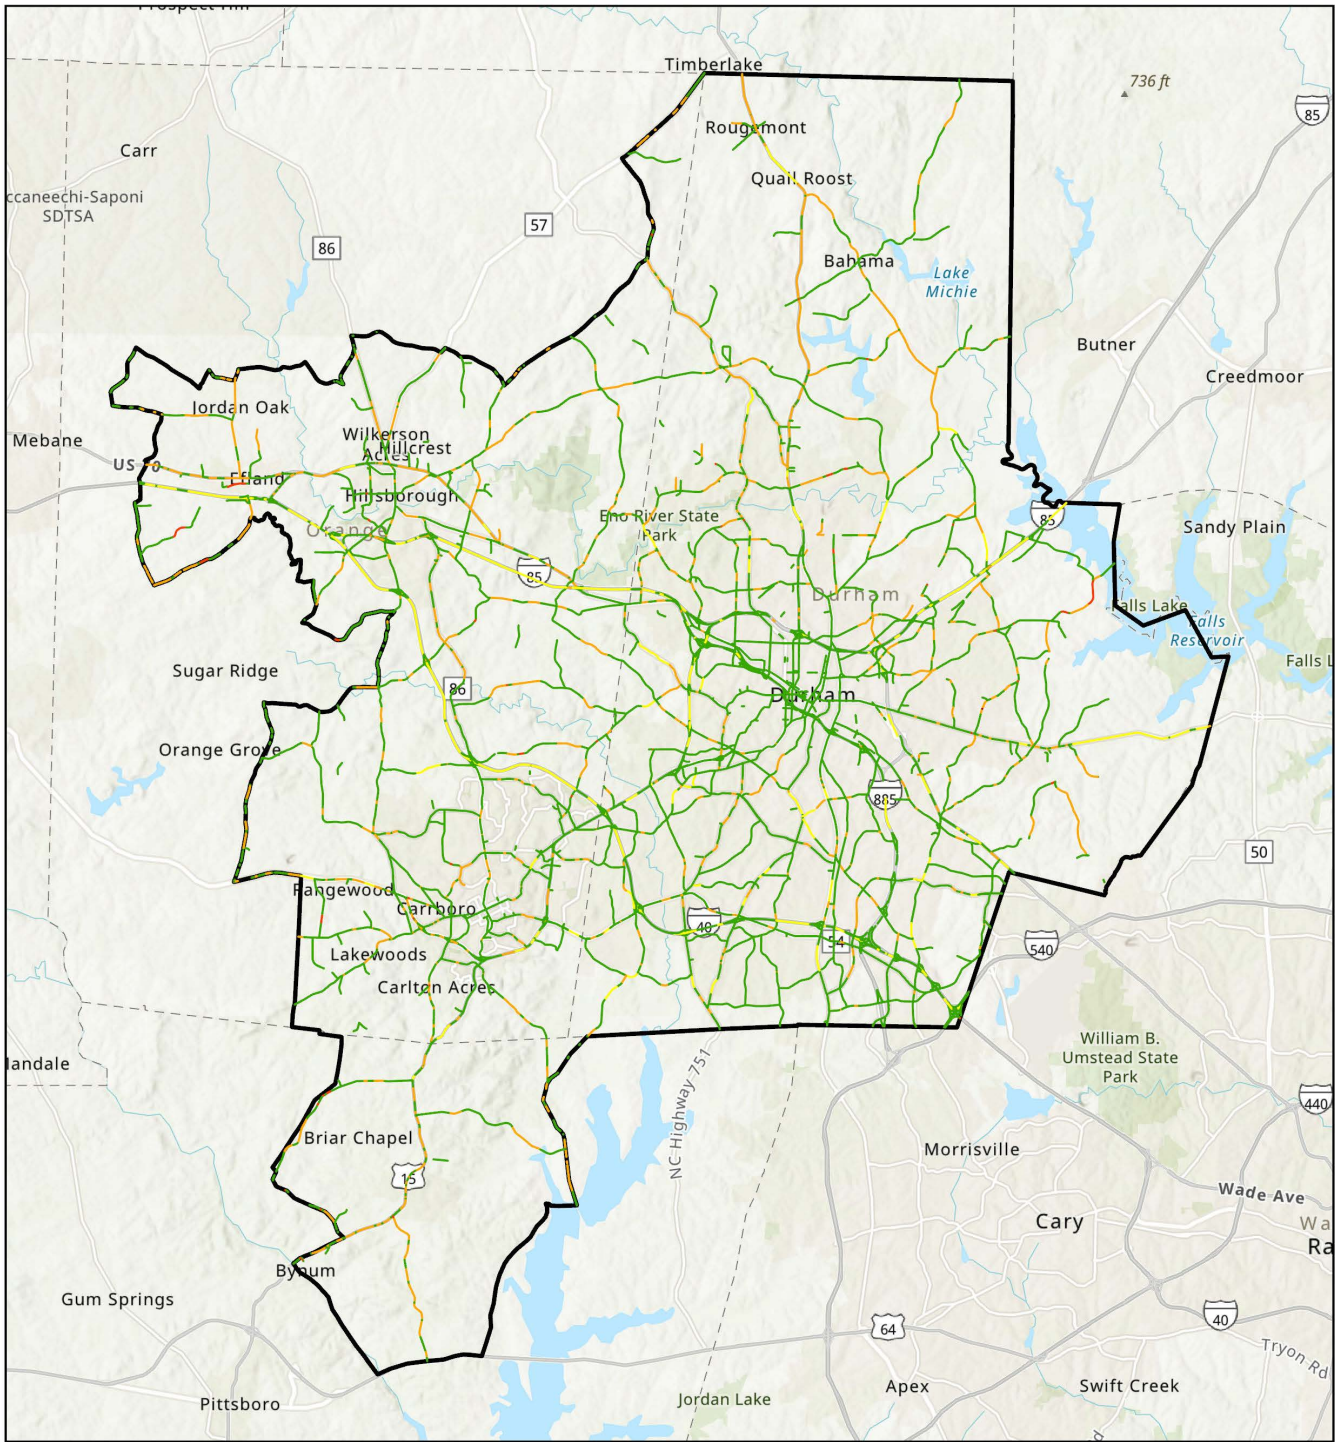 Timberlake
736 ft
85
Carr
Rougemont
Quail Roost
SDTSA
57
86
Bahama
Lake
Michie
Butner
Creedmoor
Jordan Oak
Mebane
Wilkerson
Acres
Hillcrest
US
Efland
Hillsborough
Orange
Eno River State
Park
85
Sandy Plain
85
Durham
Falls Lake
Falls
Reservoir
Falls L
Sugar Ridge
86
Durham
Orange Grove
885
50
Rangewood
Carrboro
40
54
540
Lakewoods
Carlton Acres
William B.
Umstead State
Park
440
NC Highway 751
Briar Chapel
Morrisville
15
Wade Ave
Cary
Wa
Ra
Bynum
Gum Springs
64
40
Tryon Rd
Pittsboro
Jordan Lake
Apex
Swift Creek